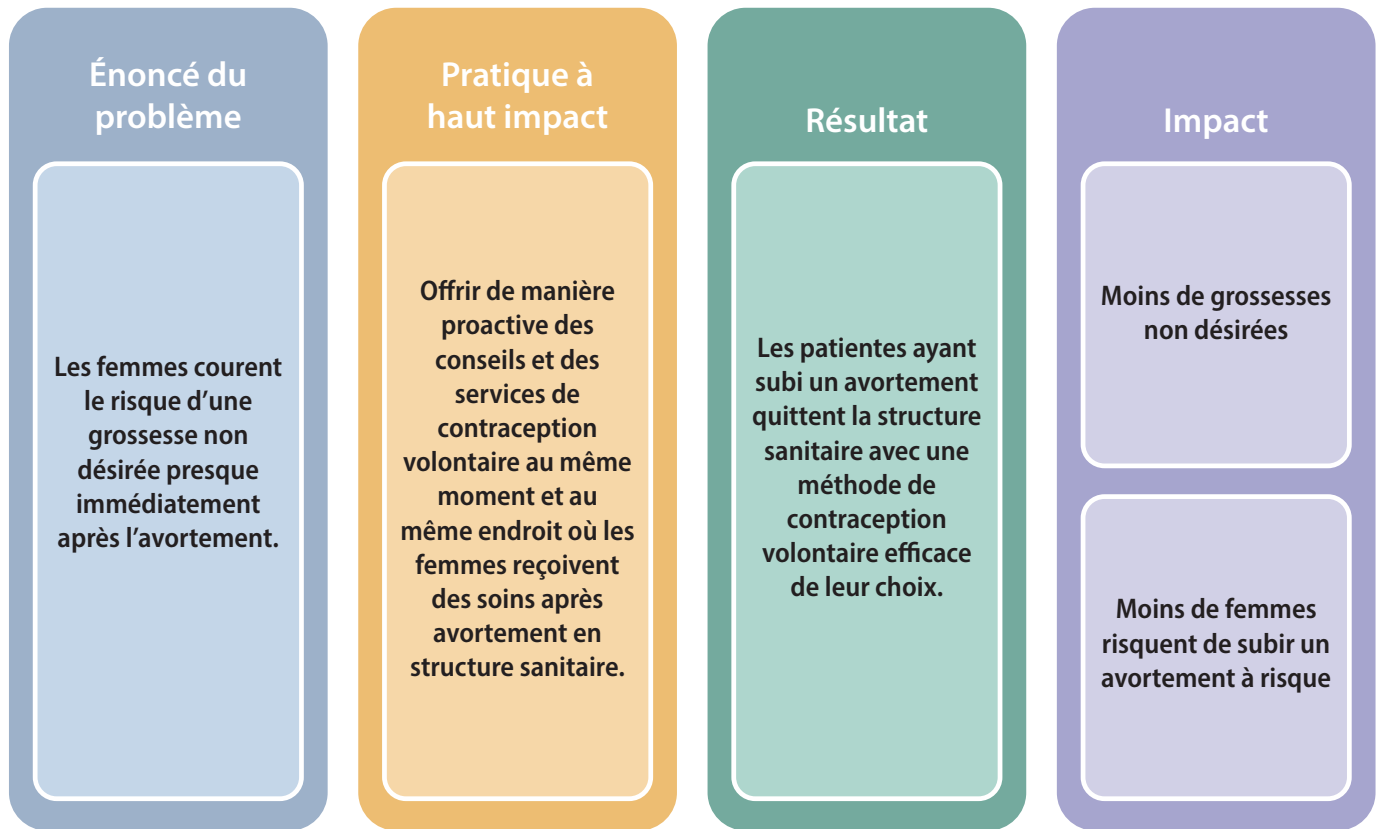 Énoncé du
problème
Les femmes courent
le risque d’une
grossesse non
désirée presque
immédiatement
après l’avortement.
Pratique à
haut impact
Offrir de manière
proactive des
conseils et des
services de
contraception
volontaire au même
moment et au
même endroit où les
femmes reçoivent
des soins après
avortement en
structure sanitaire.
Résultat
Les patientes ayant
subi un avortement
quittent la structure
sanitaire avec une
méthode de
contraception
volontaire efficace
de leur choix.
Impact
Moins de grossesses
non désirées
Moins de femmes
risquent de subir un
avortement à risque